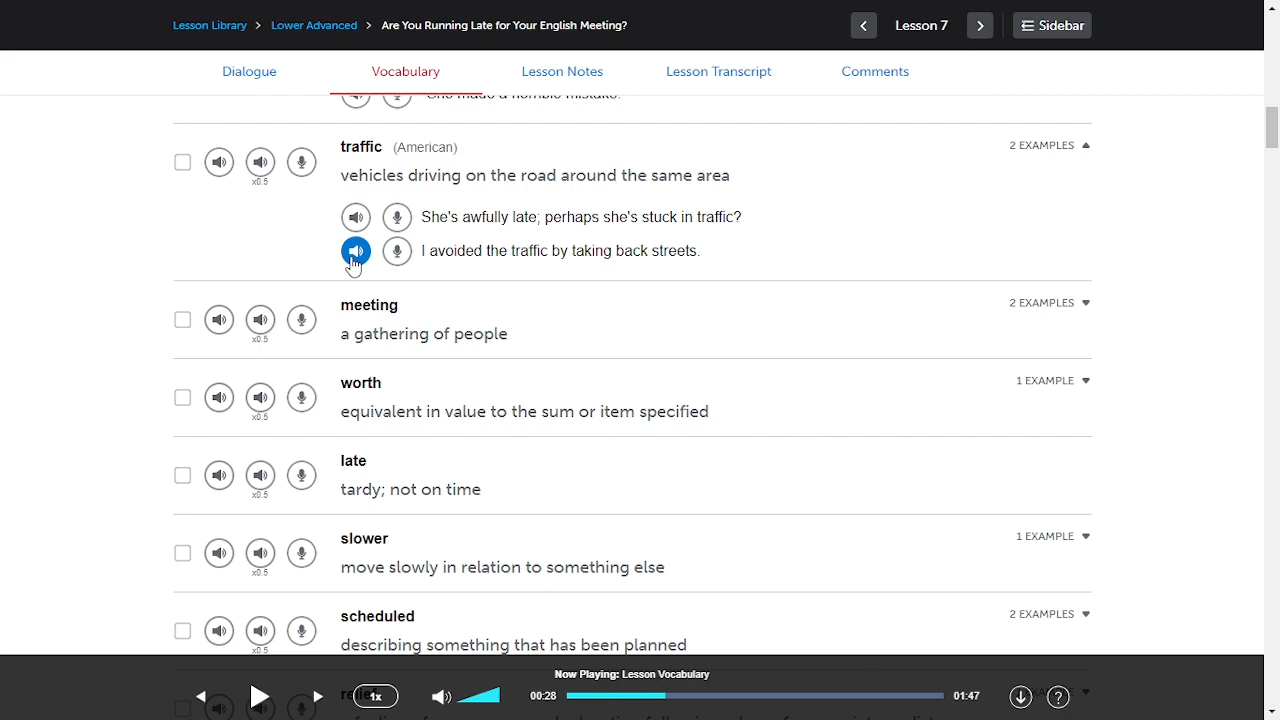 Lesson Library > Lower Advanced > Are You Running Late for Your English Meeting?
Lesson 7
Sidebar
Dialogue
Vocabulary
Lesson Notes
Lesson Transcript
Comments
She made a horrible mistake.
traffic (American)
2 EXAMPLES
x0.5
vehicles driving on the road around the same area
She's awfully late; perhaps she's stuck in traffic?
I avoided the traffic by taking back streets.
meeting
2 EXAMPLES
x0.5
a gathering of people
worth
1 EXAMPLE
x0.5
equivalent in value to the sum or item specified
late
x0.5
tardy; not on time
slower
1 EXAMPLE
x0.5
move slowly in relation to something else
scheduled
2 EXAMPLES
x0.5
describing something that has been planned
Now Playing: Lesson Vocabulary
relief
1x
00:28
01:47
?